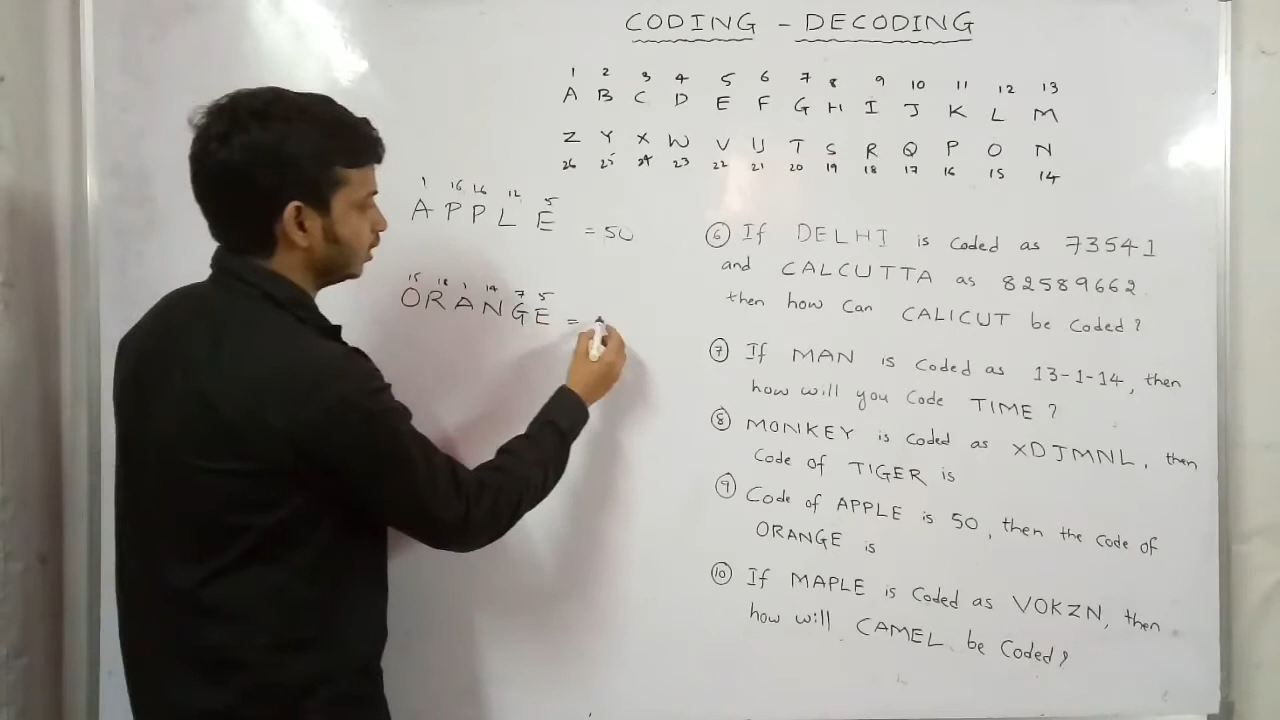 CODING - DECODING
1 2 3 4 5 6 7 8 9 10 11 12 13
A B C D E F G H I J K L M
Z Y X W V U T S R Q P O N
26 25 24 23 22 21 20 19 18 17 16 15 14
1 16 16 12 5
A P P L E = 50
15 18 1 14 7 5
O R A N G E =
6 If DELHI is coded as 73541
and CALCUTTA as 82589662
then how can CALICUT be coded?
7 If MAN is coded as 13-1-14, then
how will you code TIME?
8 MONKEY is coded as XDJMNL, then
code of TIGER is
9 Code of APPLE is 50, then the code of
ORANGE is
10 If MAPLE is coded as VOKZN, then
how will CAMEL be coded?